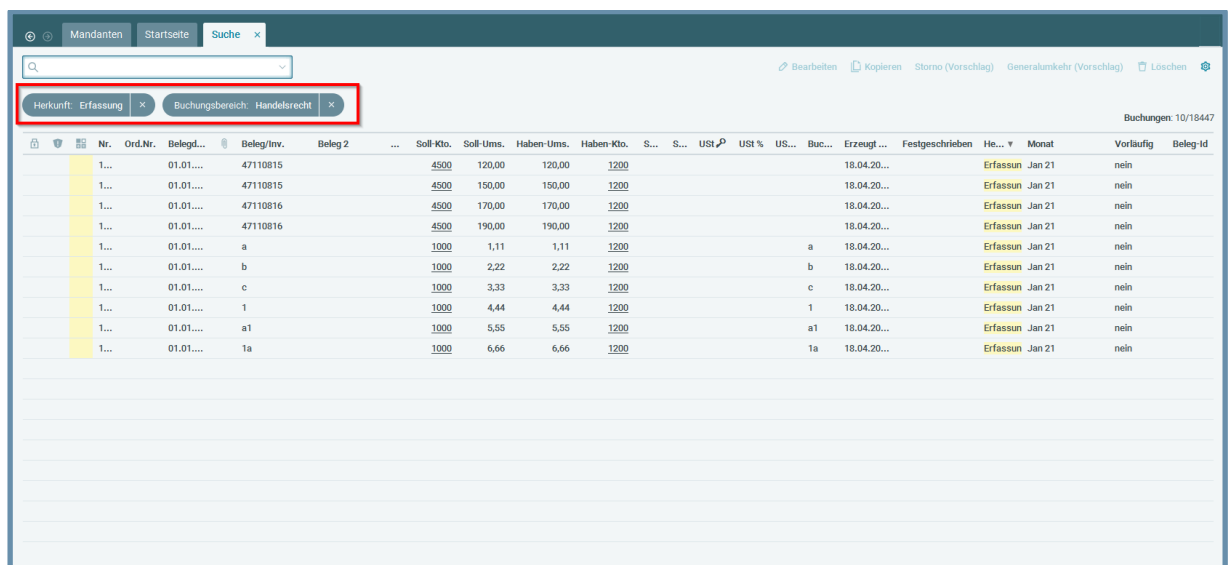 Mandanten Startseite Suche ×
Bearbeiten Kopieren Storno (Vorschlag) Generalumkehr (Vorschlag) Löschen
Herkunft: Erfassung × Buchungsbereich: Handelsrecht ×
Buchungen: 10/18447
Nr. Ord.Nr. Belegd... Beleg/Inv. Beleg 2 ... Soll-Kto. Soll-Ums. Haben-Ums. Haben-Kto. S... S... USt USt % US... Buc... Erzeugt ... Festgeschrieben He... Monat Vorläufig Beleg-Id
1... 01.01.... 47110815 4500 120,00 120,00 1200 18.04.20... Erfassun Jan 21 nein
1... 01.01.... 47110815 4500 150,00 150,00 1200 18.04.20... Erfassun Jan 21 nein
1... 01.01.... 47110816 4500 170,00 170,00 1200 18.04.20... Erfassun Jan 21 nein
1... 01.01.... 47110816 4500 190,00 190,00 1200 18.04.20... Erfassun Jan 21 nein
1... 01.01.... a 1000 1,11 1,11 1200 a 18.04.20... Erfassun Jan 21 nein
1... 01.01.... b 1000 2,22 2,22 1200 b 18.04.20... Erfassun Jan 21 nein
1... 01.01.... c 1000 3,33 3,33 1200 c 18.04.20... Erfassun Jan 21 nein
1... 01.01.... 1 1000 4,44 4,44 1200 1 18.04.20... Erfassun Jan 21 nein
1... 01.01.... a1 1000 5,55 5,55 1200 a1 18.04.20... Erfassun Jan 21 nein
1... 01.01.... 1a 1000 6,66 6,66 1200 1a 18.04.20... Erfassun Jan 21 nein